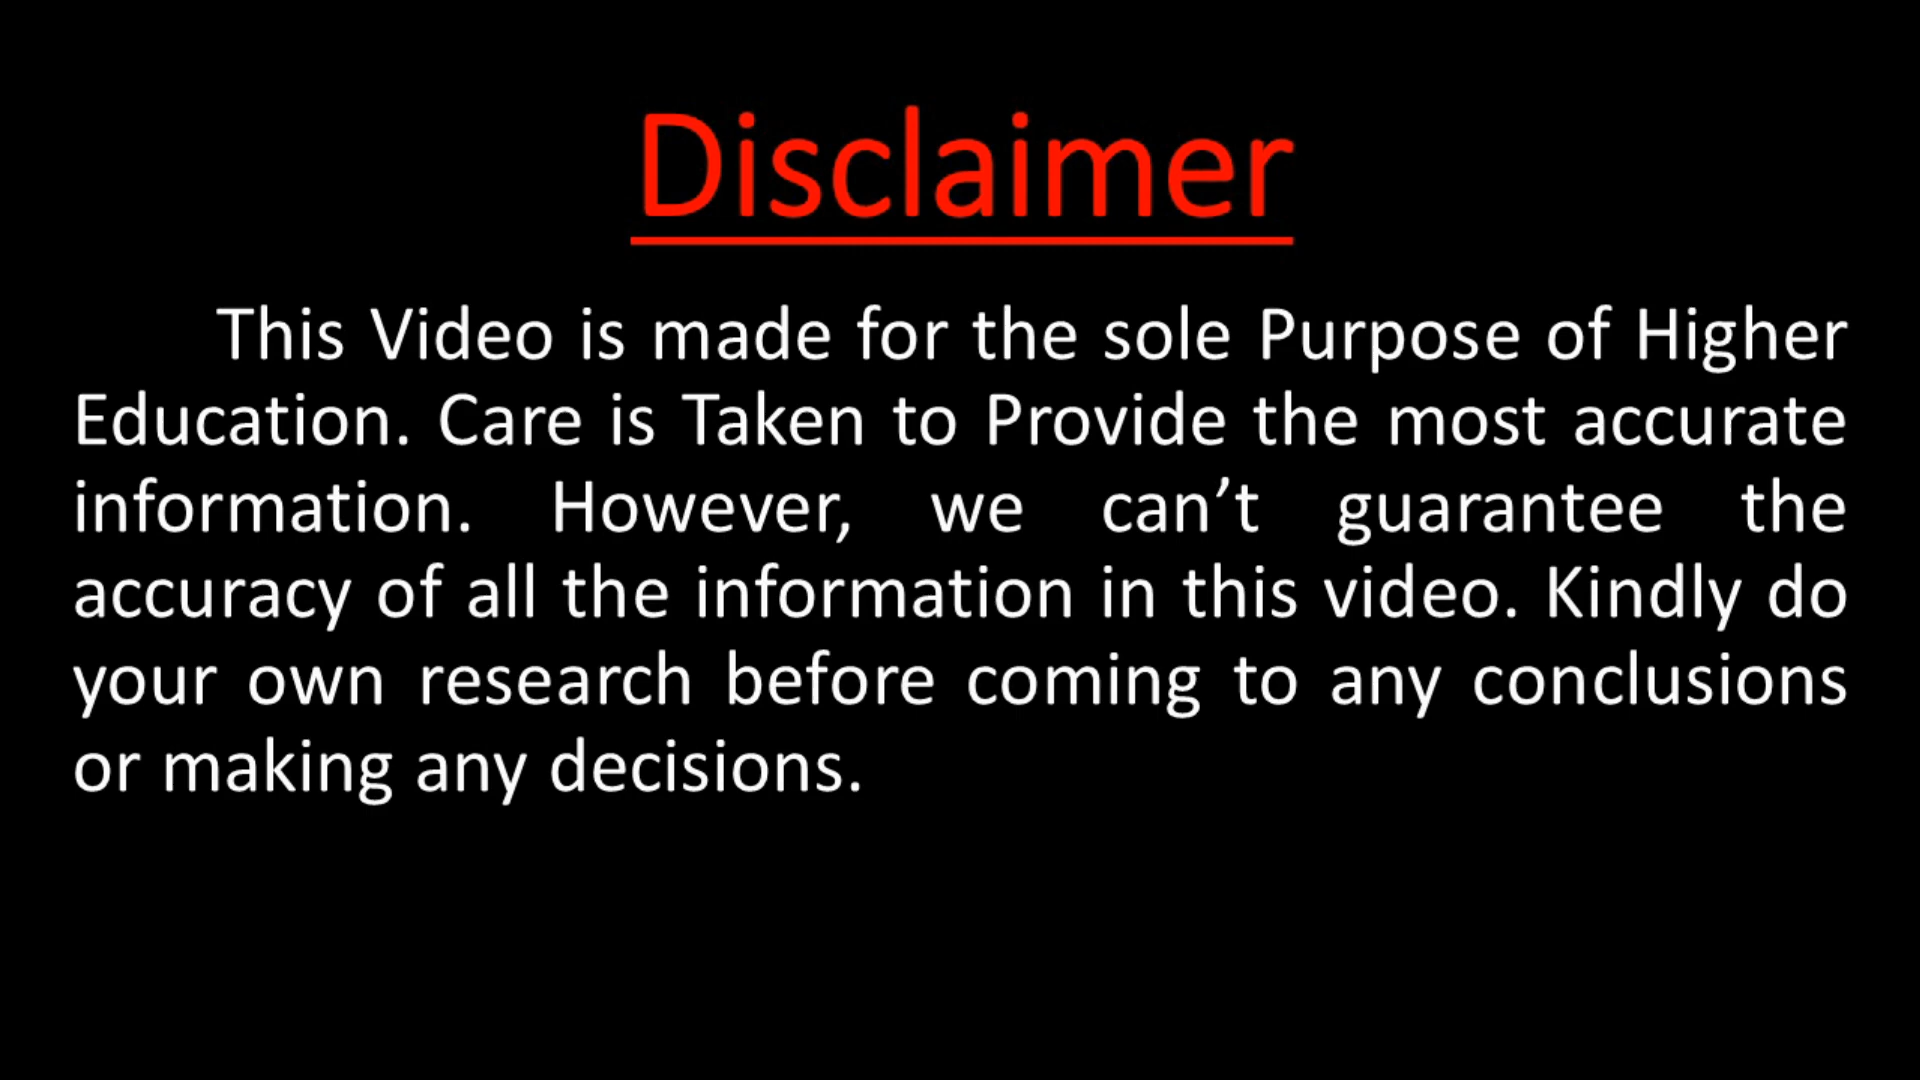 Disclaimer
This Video is made for the sole Purpose of Higher
Education. Care is Taken to Provide the most accurate
information. However, we can’t guarantee the
accuracy of all the information in this video. Kindly do
your own research before coming to any conclusions
or making any decisions.